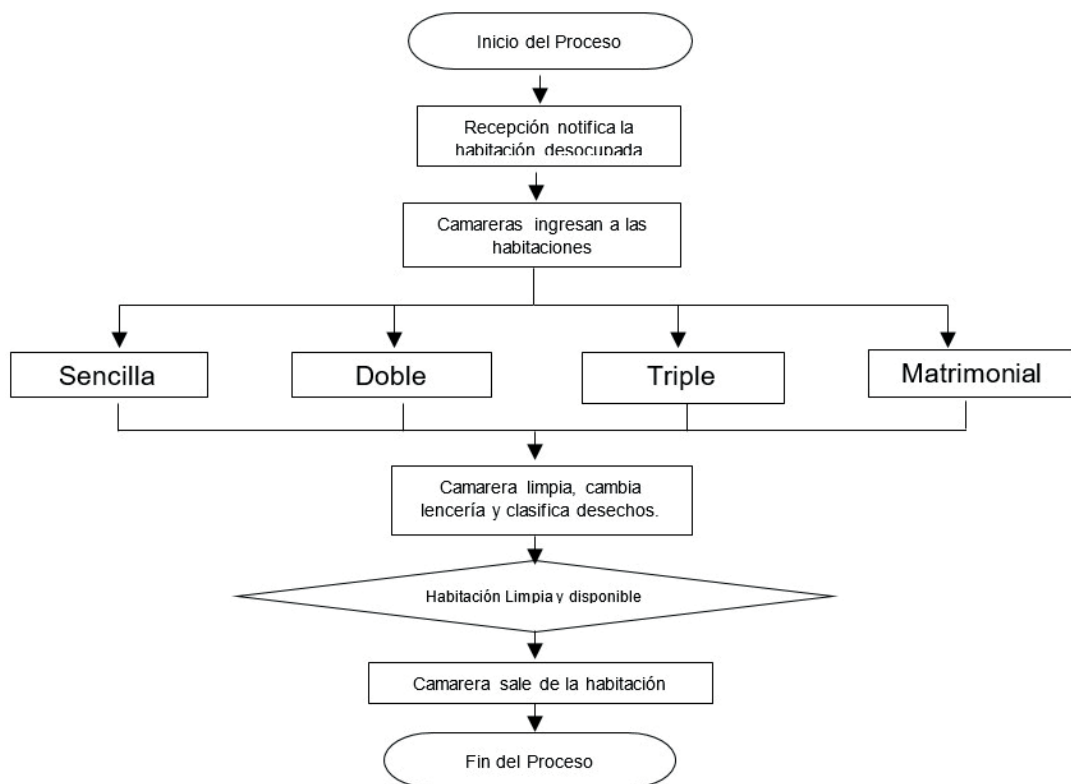 Inicio del Proceso
Recepción notifica la
habitación desocupada
Camareras ingresan a las
habitaciones
Sencilla
Doble
Triple
Matrimonial
Camarera limpia, cambia
lencería y clasifica desechos.
Habitación Limpia y disponible
Camarera sale de la habitación
Fin del Proceso